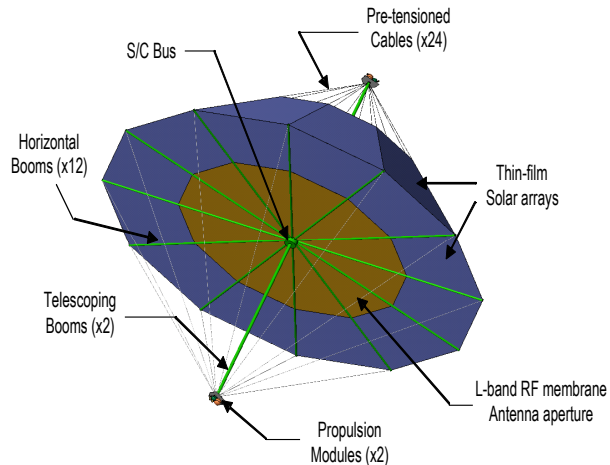 Pre-tensioned
Cables (x24)
S/C Bus
Horizontal
Booms (x12)
Thin-film
Solar arrays
Telescoping
Booms (x2)
L-band RF membrane
Antenna aperture
Propulsion
Modules (x2)